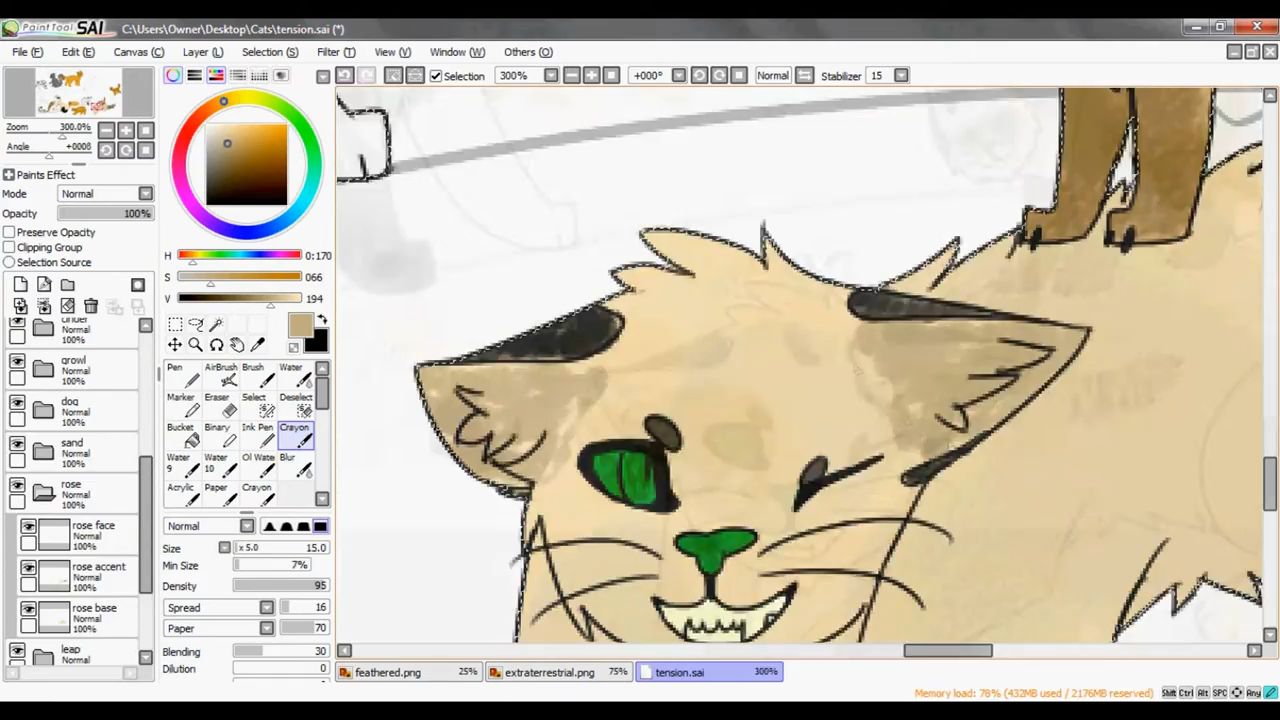 PaintTool SAI C:\Users\Owner\Desktop\Cats\tension.sai (*)
File (F) Edit (E) Canvas (C) Layer (L) Selection (S) Filter (T) View (V) Window (W) Others (O)
Selection 300% +000° Normal Stabilizer 15
Zoom 300.0%
Angle +000θ
Paints Effect
Mode Normal
Opacity 100%
Preserve Opacity
Clipping Group
Selection Source
H 0:170
S 066
V 194
cinder
100%
growl
Normal
100%
dog
Normal
100%
sand
Normal
100%
rose
Normal
100%
rose face
Normal
100%
rose accent
Normal
100%
rose base
Normal
100%
leap
Normal
Pen AirBrush Brush Water
Marker Eraser Select Deselect
Bucket Binary Ink Pen Crayon
Water 9 Water 10 Oil Water Blur
Acrylic Paper Crayon
Normal
Size x 5.0 15.0
Min Size 7%
Density 95
Spread 16
Paper 70
Blending 30
Dilution 0
feathered.png 25% extraterrestrial.png 75% tension.sai 300%
Memory load: 78% (432MB used / 2176MB reserved) Shift Ctrl Alt SPC Any